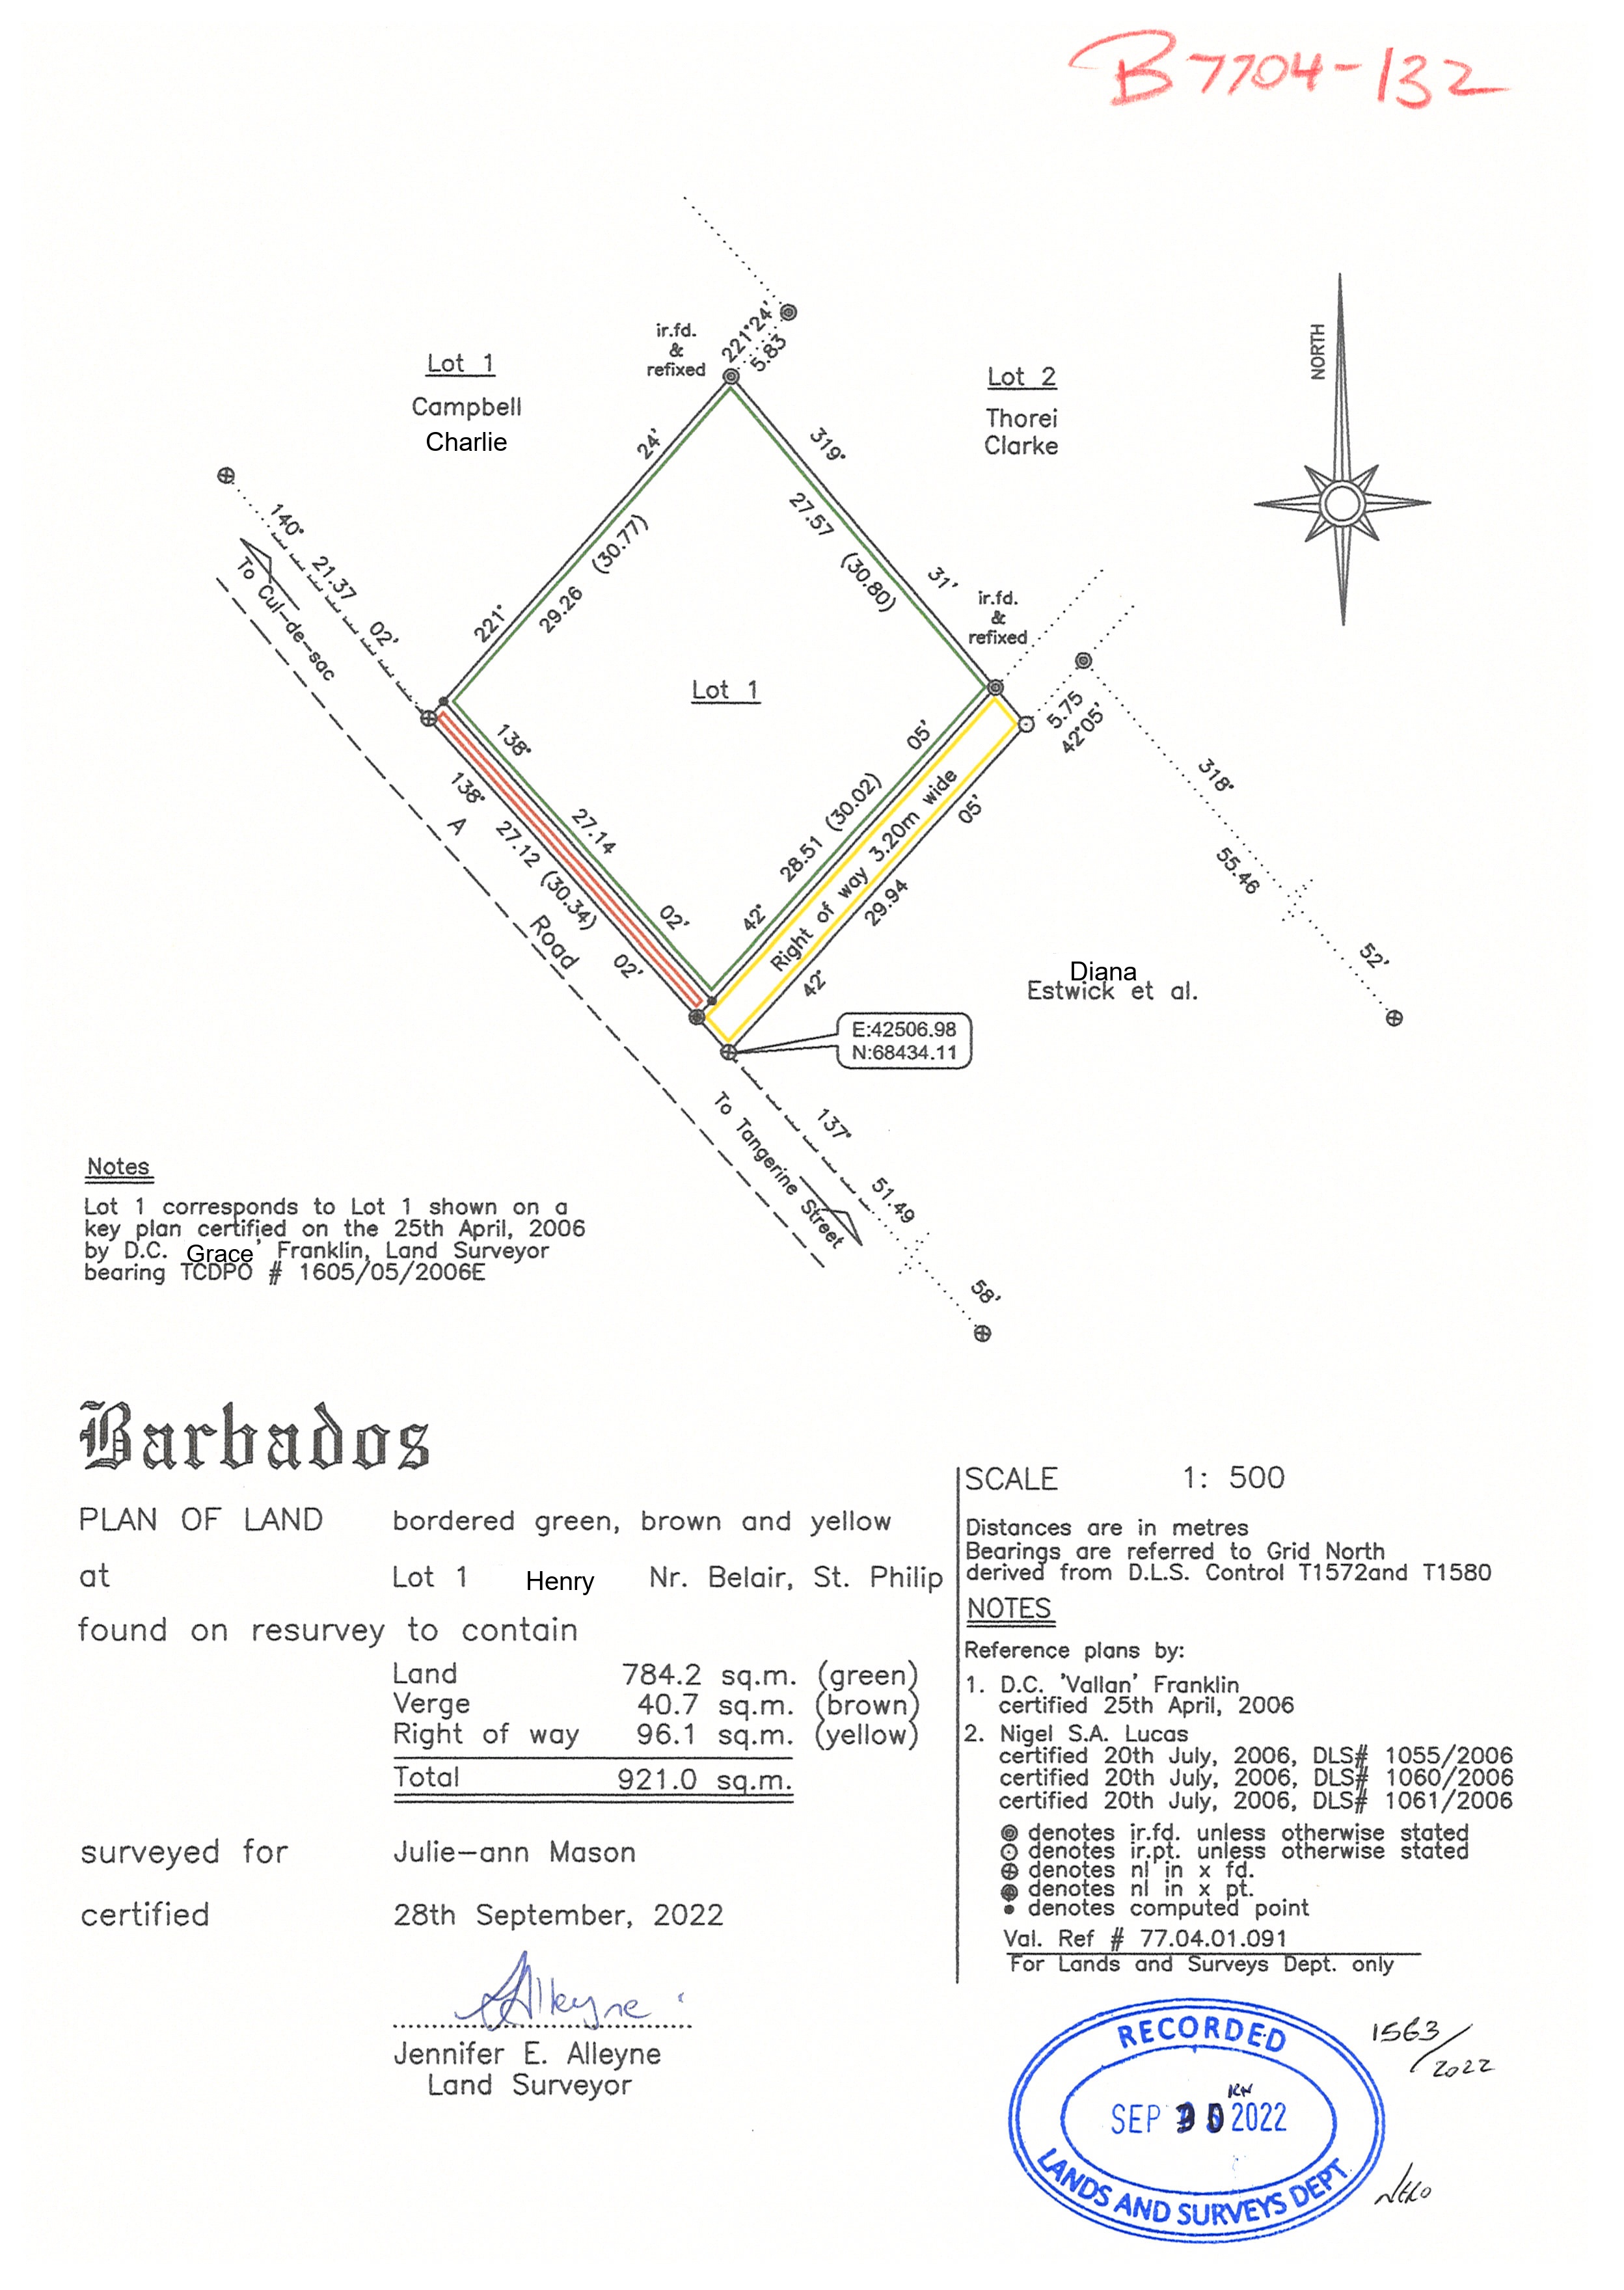 B7704-132
221°24'
5.83
ir.fd.
&
refixed
Lot 1
Campbell
Charlie
Lot 2
Thorei
Clarke
NORTH
24'
319°
140°
21.37
02'
To Cul-de-sac
29.26 (30.77)
221°
27.57 (30.80)
31'
ir.fd.
&
refixed
Lot 1
5.75
42°05'
138°
27.14
02'
138°
27.12 (30.34)
02'
A Road
05'
28.51 (30.02)
42°
Right of way 3.20m wide
05'
29.94
42°
318°
55.46
52'
Diana
Estwick et al.
E:42506.98
N:68434.11
137°
51.49
58'
To Tangerine Street
Notes
Lot 1 corresponds to Lot 1 shown on a
key plan certified on the 25th April, 2006
by D.C. Grace' Franklin, Land Surveyor
bearing TCDPO # 1605/05/2006E
Barbados
PLAN OF LAND bordered green, brown and yellow
at Lot 1 Henry Nr. Belair, St. Philip
found on resurvey to contain
Land 784.2 sq.m. (green)
Verge 40.7 sq.m. (brown)
Right of way 96.1 sq.m. (yellow)
Total 921.0 sq.m.
surveyed for Julie-ann Mason
certified 28th September, 2022
Jennifer E. Alleyne
Land Surveyor
SCALE 1: 500
Distances are in metres
Bearings are referred to Grid North
derived from D.L.S. Control T1572and T1580
NOTES
Reference plans by:
1. D.C. 'Vallan' Franklin
certified 25th April, 2006
2. Nigel S.A. Lucas
certified 20th July, 2006, DLS# 1055/2006
certified 20th July, 2006, DLS# 1060/2006
certified 20th July, 2006, DLS# 1061/2006
denotes ir.fd. unless otherwise stated
denotes ir.pt. unless otherwise stated
denotes nl in x fd.
denotes nl in x pt.
denotes computed point
Val. Ref # 77.04.01.091
For Lands and Surveys Dept. only
RECORDED
SEP 30 2022
LANDS AND SURVEYS DEPT
1563/2022